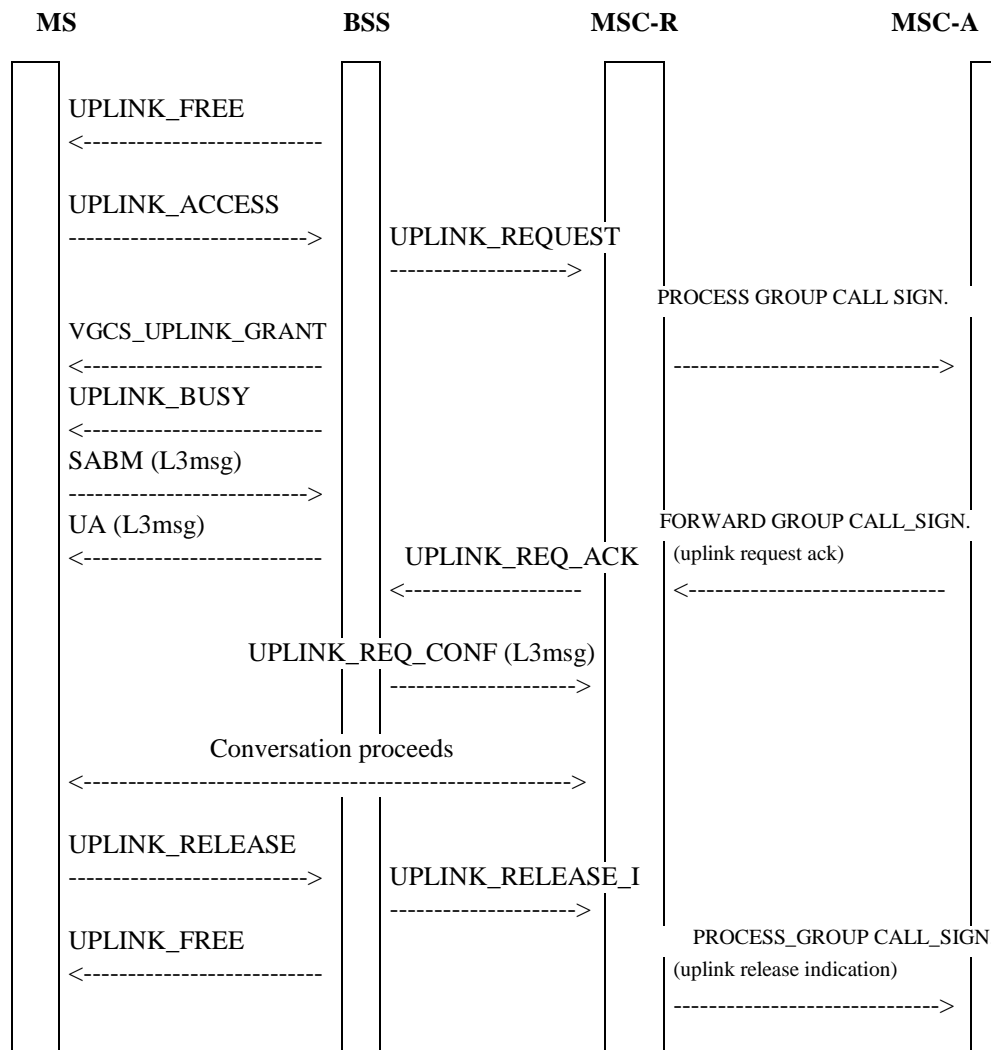 MS BSS MSC-R MSC-A
UPLINK_FREE
<---------------------------
UPLINK_ACCESS
---------------------------> UPLINK_REQUEST
-------------------->
PROCESS GROUP CALL SIGN.
VGCS_UPLINK_GRANT
<--------------------------- ------------------------------>
UPLINK_BUSY
<---------------------------
SABM (L3msg)
--------------------------->
UA (L3msg) FORWARD GROUP CALL_SIGN.
<--------------------------- UPLINK_REQ_ACK (uplink request ack)
<-------------------- <-----------------------------
UPLINK_REQ_CONF (L3msg)
--------------------->
Conversation proceeds
<------------------------------------------------------->
UPLINK_RELEASE
---------------------------> UPLINK_RELEASE_I
--------------------->
UPLINK_FREE PROCESS_GROUP CALL_SIGN
<--------------------------- (uplink release indication)
------------------------------>